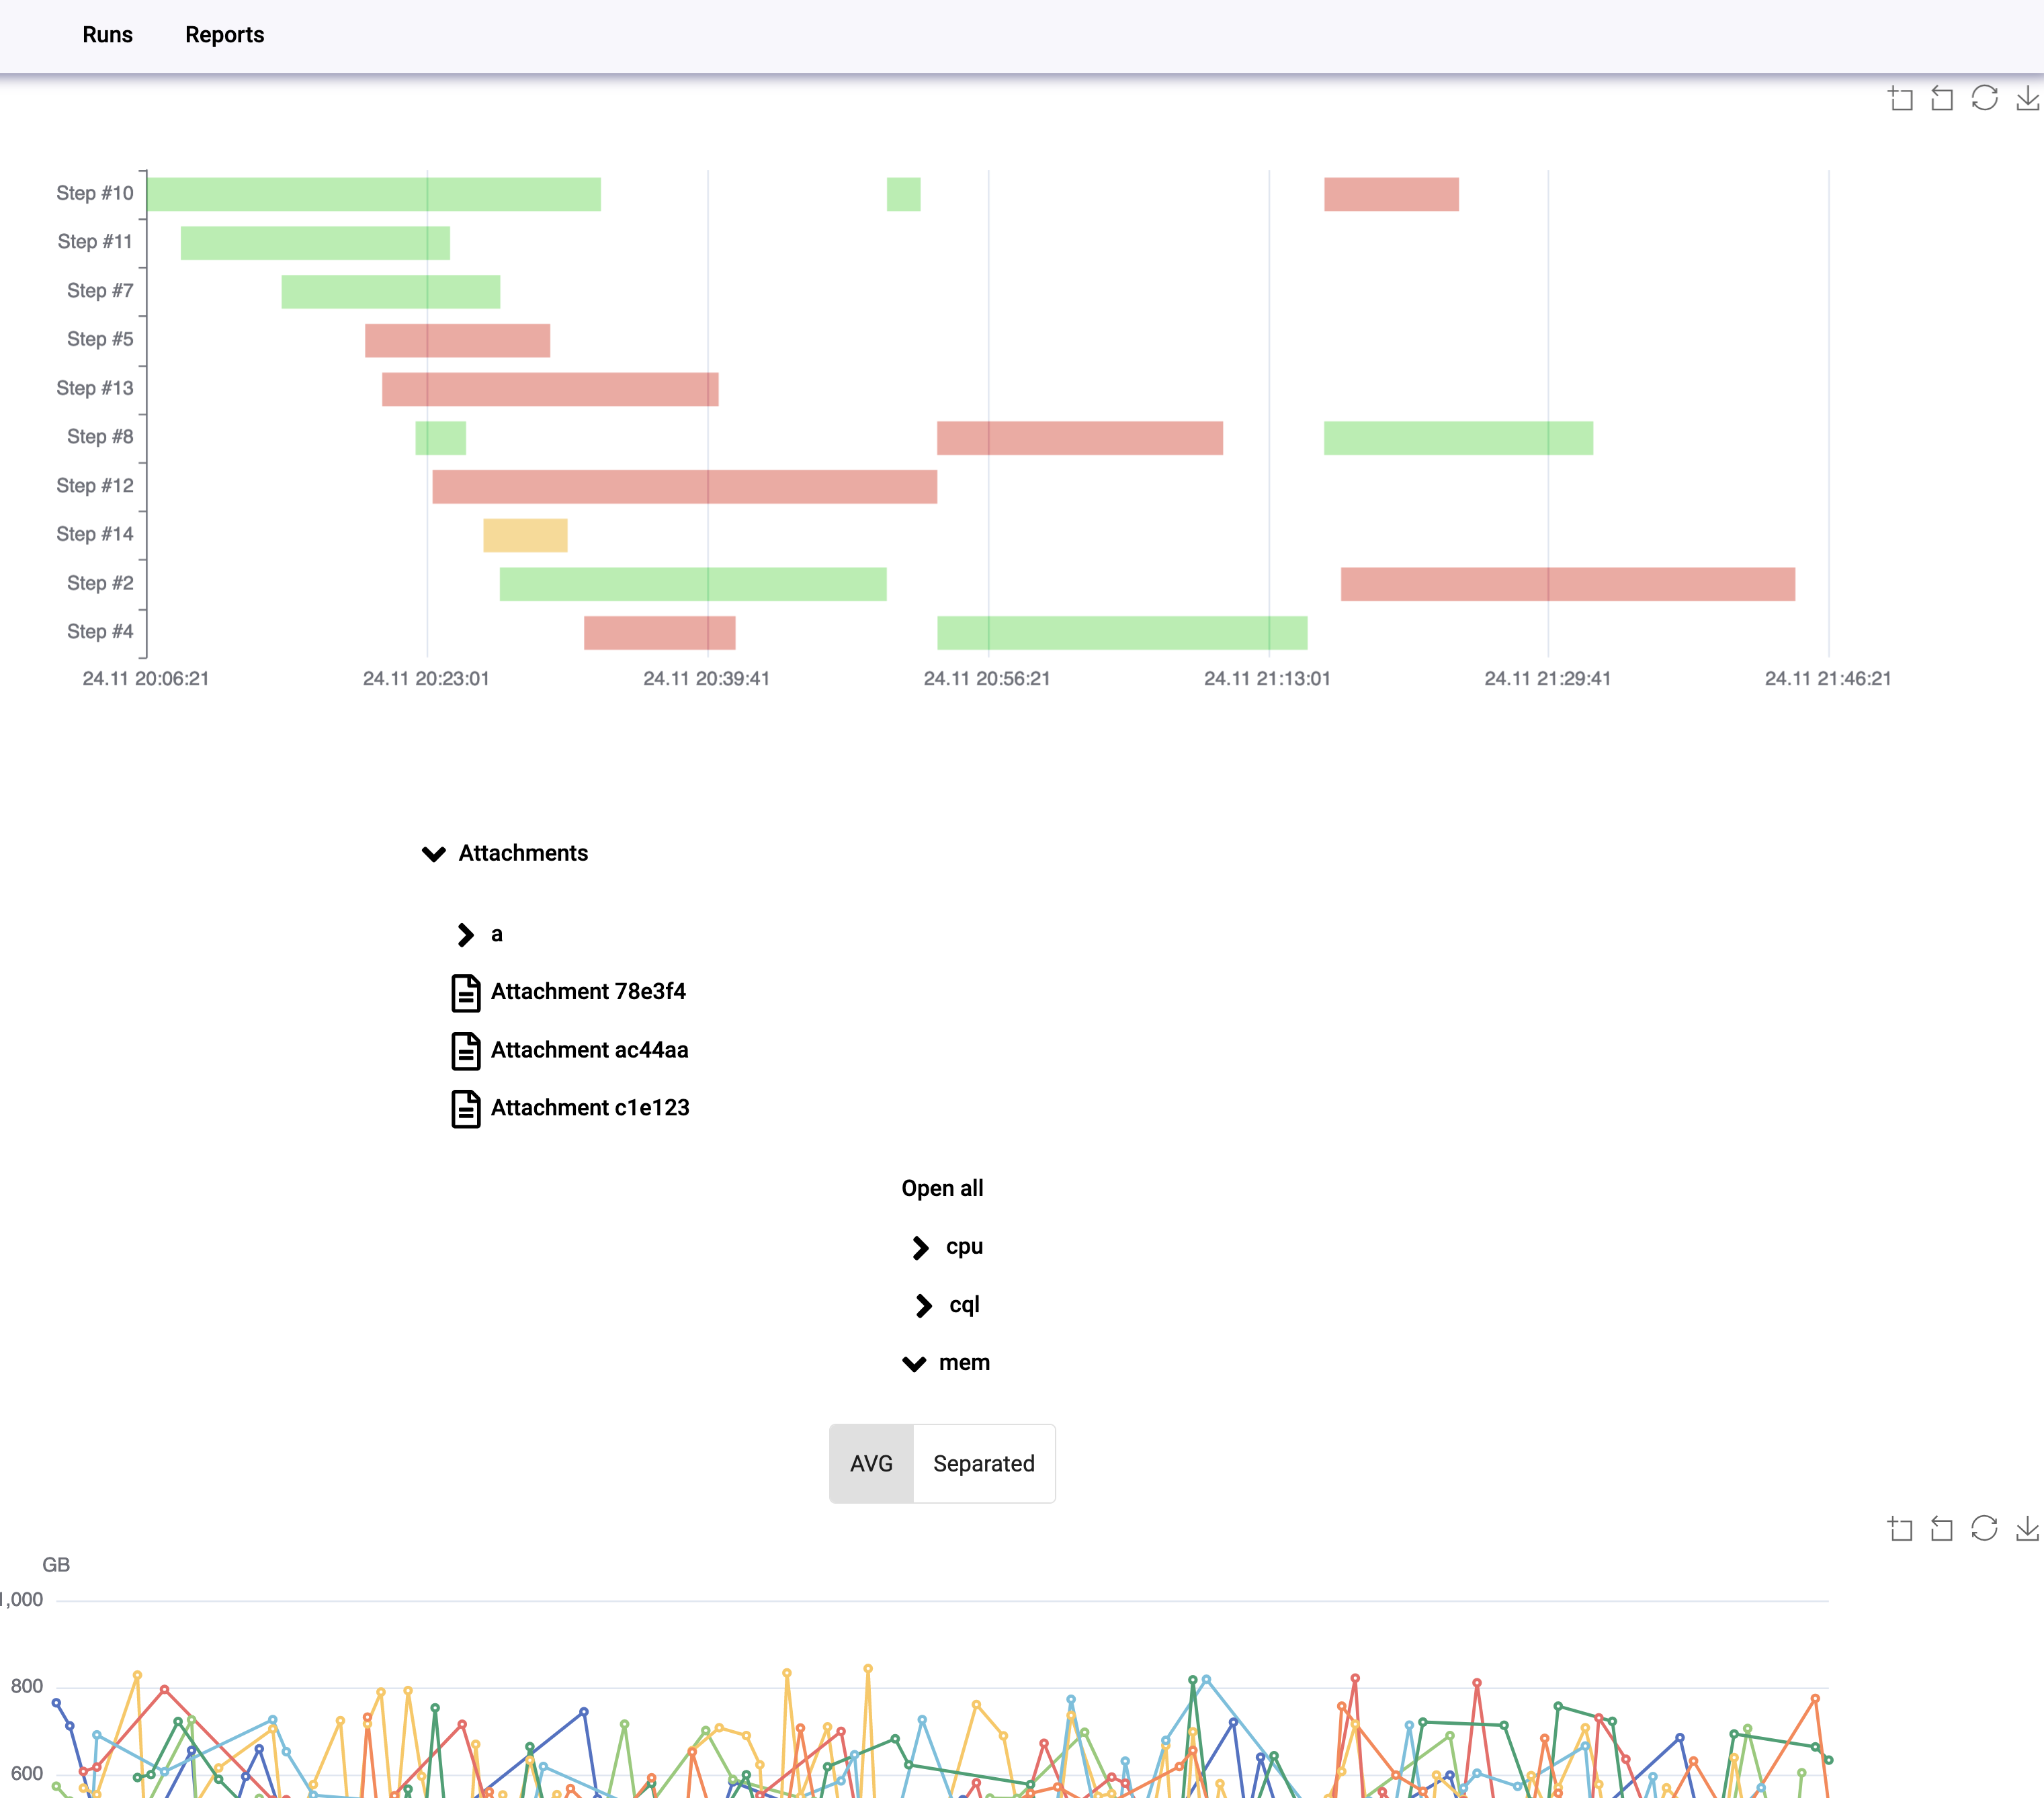 Runs Reports
Step #10
Step #11
Step #7
Step #5
Step #13
Step #8
Step #12
Step #14
Step #2
Step #4
24.11 20:06:21 24.11 20:23:01 24.11 20:39:41 24.11 20:56:21 24.11 21:13:01 24.11 21:29:41 24.11 21:46:21
Attachments
a
Attachment 78e3f4
Attachment ac44aa
Attachment c1e123
Open all
cpu
cql
mem
AVG Separated
GB
1,000
800
600